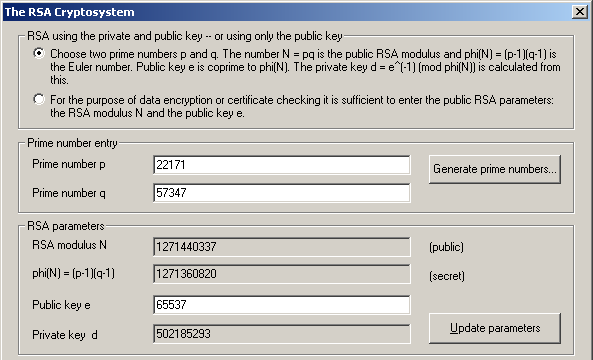 The RSA Cryptosystem
RSA using the private and public key -- or using only the public key
Choose two prime numbers p and q. The number N = pq is the public RSA modulus and phi(N) = (p-1)(q-1) is
the Euler number. Public key e is coprime to phi(N). The private key d = e^(-1) (mod phi(N)) is calculated from
this.
For the purpose of data encryption or certificate checking it is sufficient to enter the public RSA parameters:
the RSA modulus N and the public key e.
Prime number entry
Prime number p 22171 Generate prime numbers...
Prime number q 57347
RSA parameters
RSA modulus N 1271440337 (public)
phi(N) = (p-1)(q-1) 1271360820 (secret)
Public key e 65537
Private key d 502185293 Update parameters